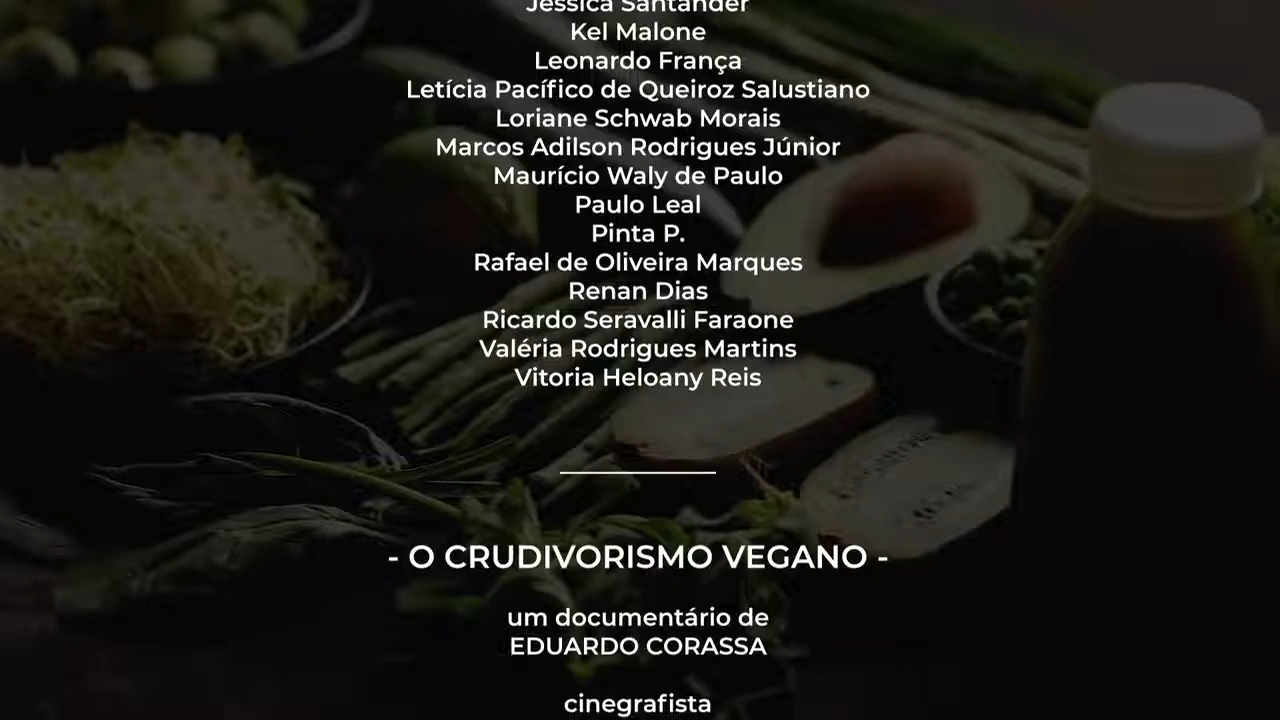 Jéssica Santander
Kel Malone
Leonardo França
Letícia Pacífico de Queiroz Salustiano
Loriane Schwab Morais
Marcos Adilson Rodrigues Júnior
Maurício Waly de Paulo
Paulo Leal
Pinta P.
Rafael de Oliveira Marques
Renan Dias
Ricardo Seravalli Faraone
Valéria Rodrigues Martins
Vitoria Heloany Reis
- O CRUDIVORISMO VEGANO -
um documentário de
EDUARDO CORASSA
cinegrafista